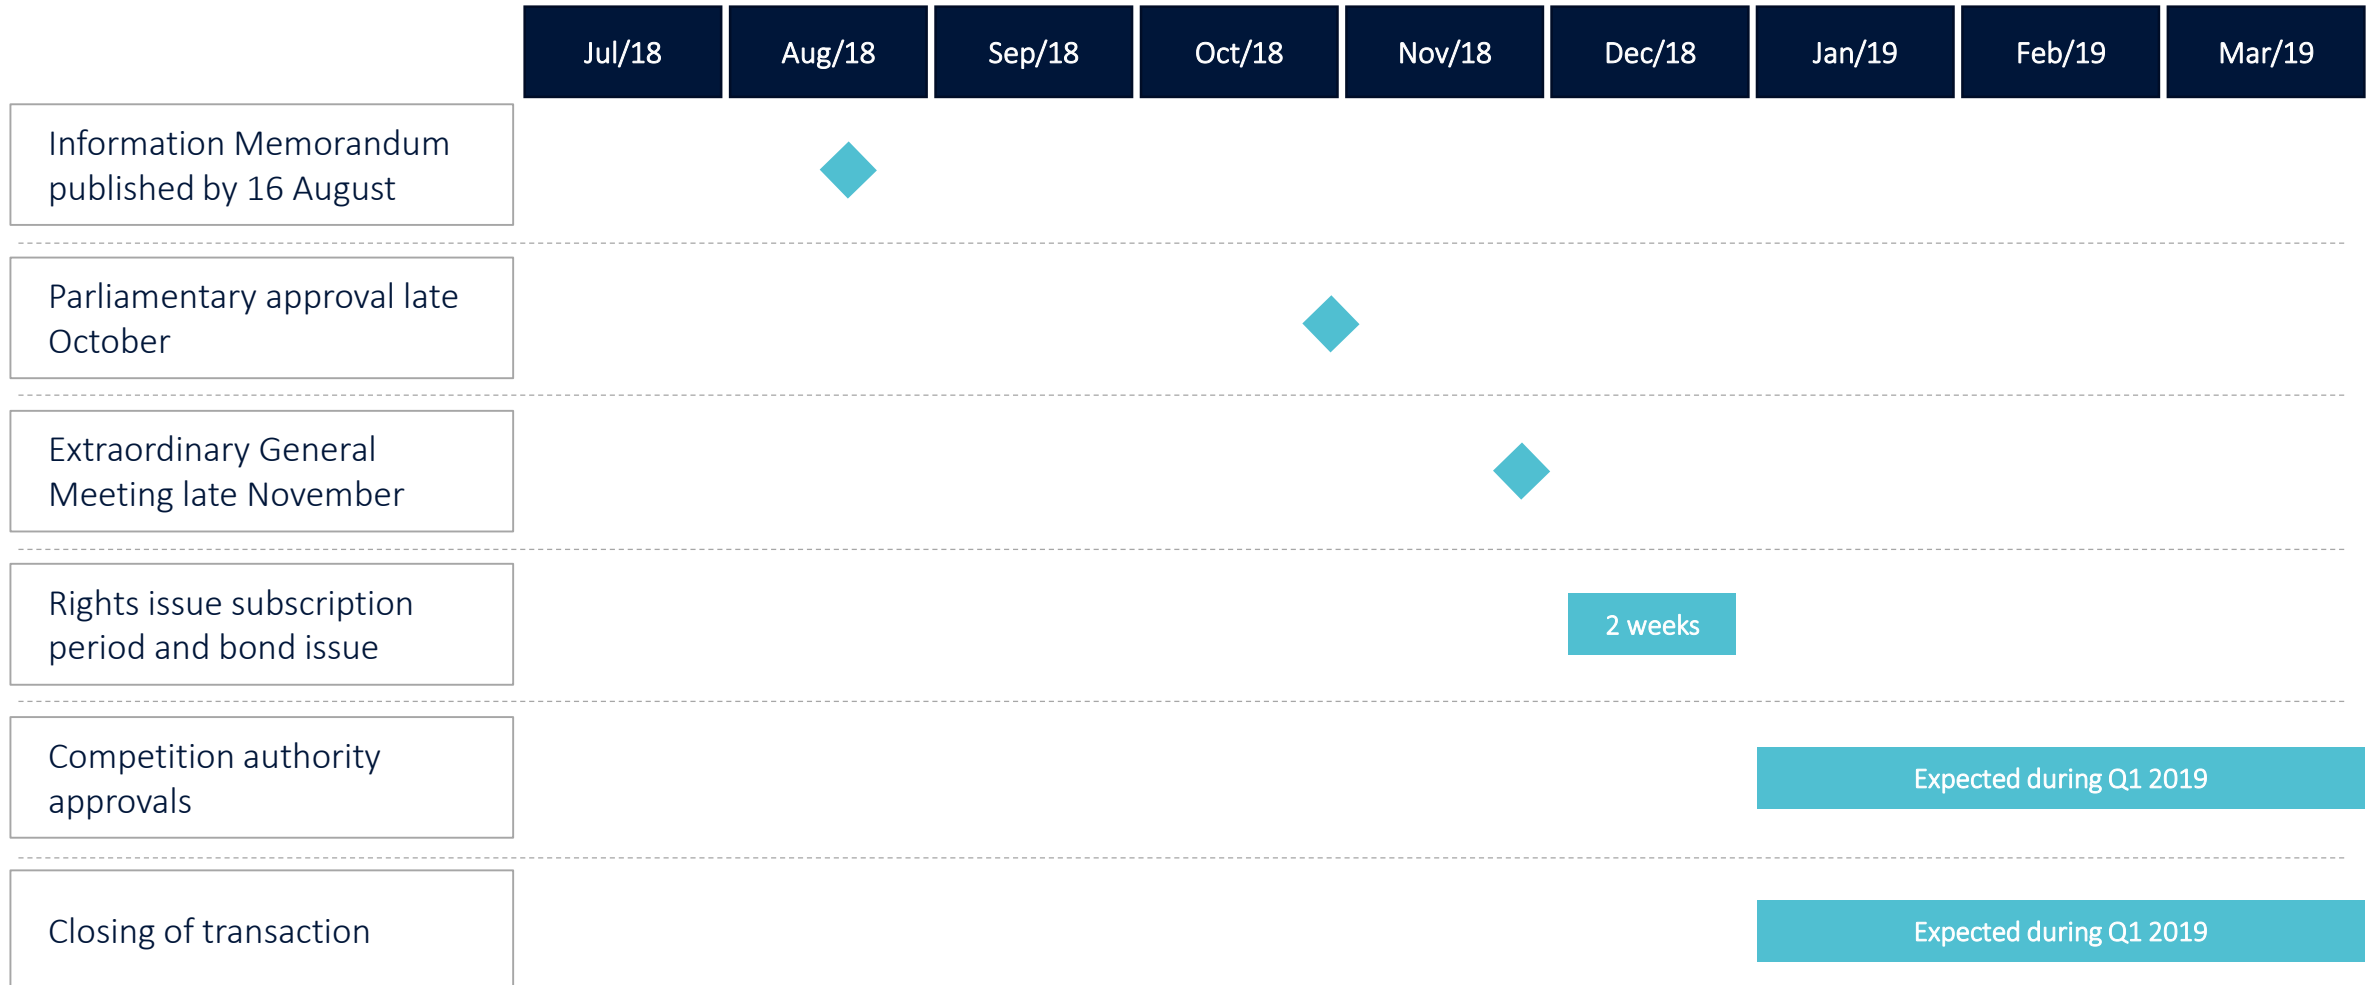 Jul/18 Aug/18 Sep/18 Oct/18 Nov/18 Dec/18 Jan/19 Feb/19 Mar/19
Information Memorandum
published by 16 August
Parliamentary approval late
October
Extraordinary General
Meeting late November
Rights issue subscription
period and bond issue
2 weeks
Competition authority
approvals
Expected during Q1 2019
Closing of transaction
Expected during Q1 2019